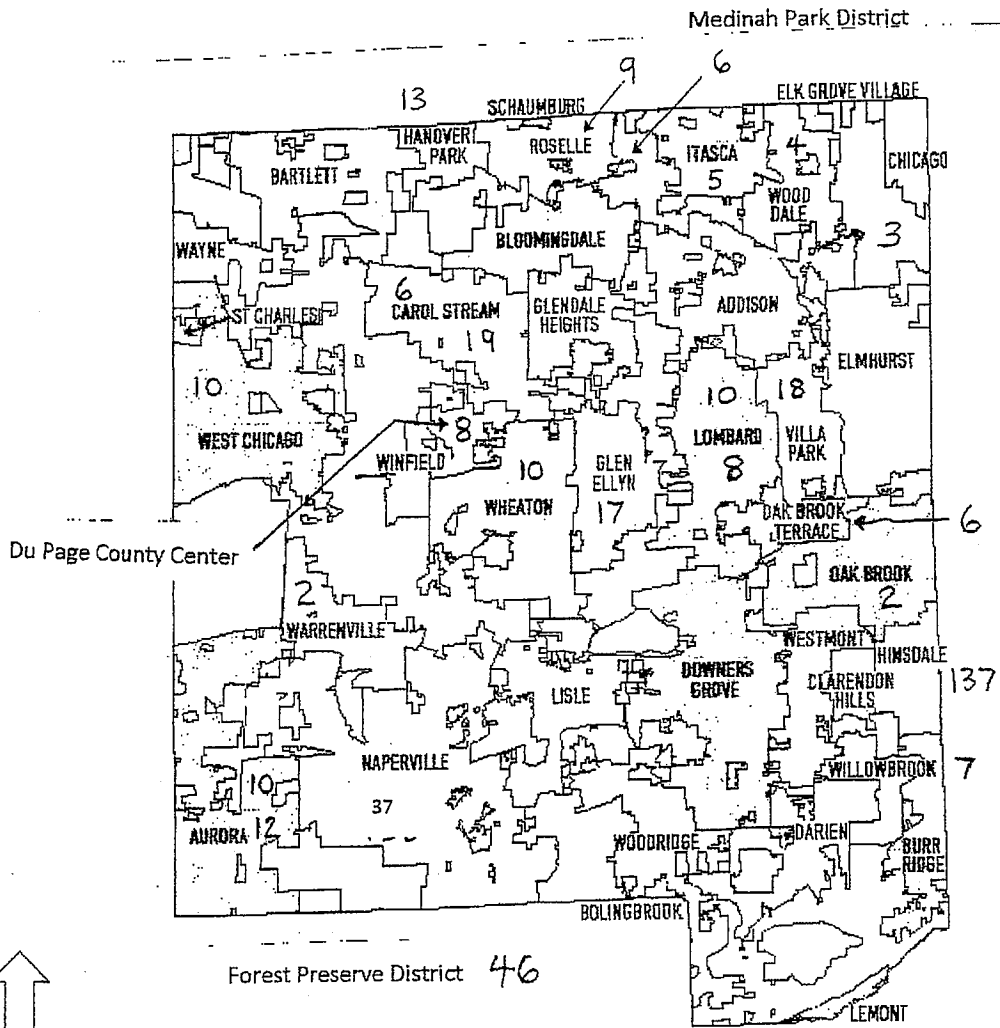 Medinah Park District
9
6
13
SCHAUMBURG
ELK GROVE VILLAGE
HANOVER
PARK
ROSELLE
ITASCA
4
CHICAGO
BARTLETT
5
WOOD
DALE
WAYNE
BLOOMINGDALE
3
6
CAROL STREAM
GLENDALE
HEIGHTS
ADDISON
ST CHARLES
19
ELMHURST
10
10
18
WEST CHICAGO
8
LOMBARD
VILLA
PARK
WINFIELD
10
GLEN
ELLYN
8
WHEATON
17
OAK BROOK
TERRACE
6
Du Page County Center
OAK BROOK
2
2
WARRENVILLE
WESTMONT
HINSDALE
DOWNERS
GROVE
CLARENDON
HILLS
137
LISLE
NAPERVILLE
WILLOWBROOK
7
10
37
AURORA
12
WOODRIDGE
DARIEN
BURR
RIDGE
BOLINGBROOK
Forest Preserve District 46
LEMONT